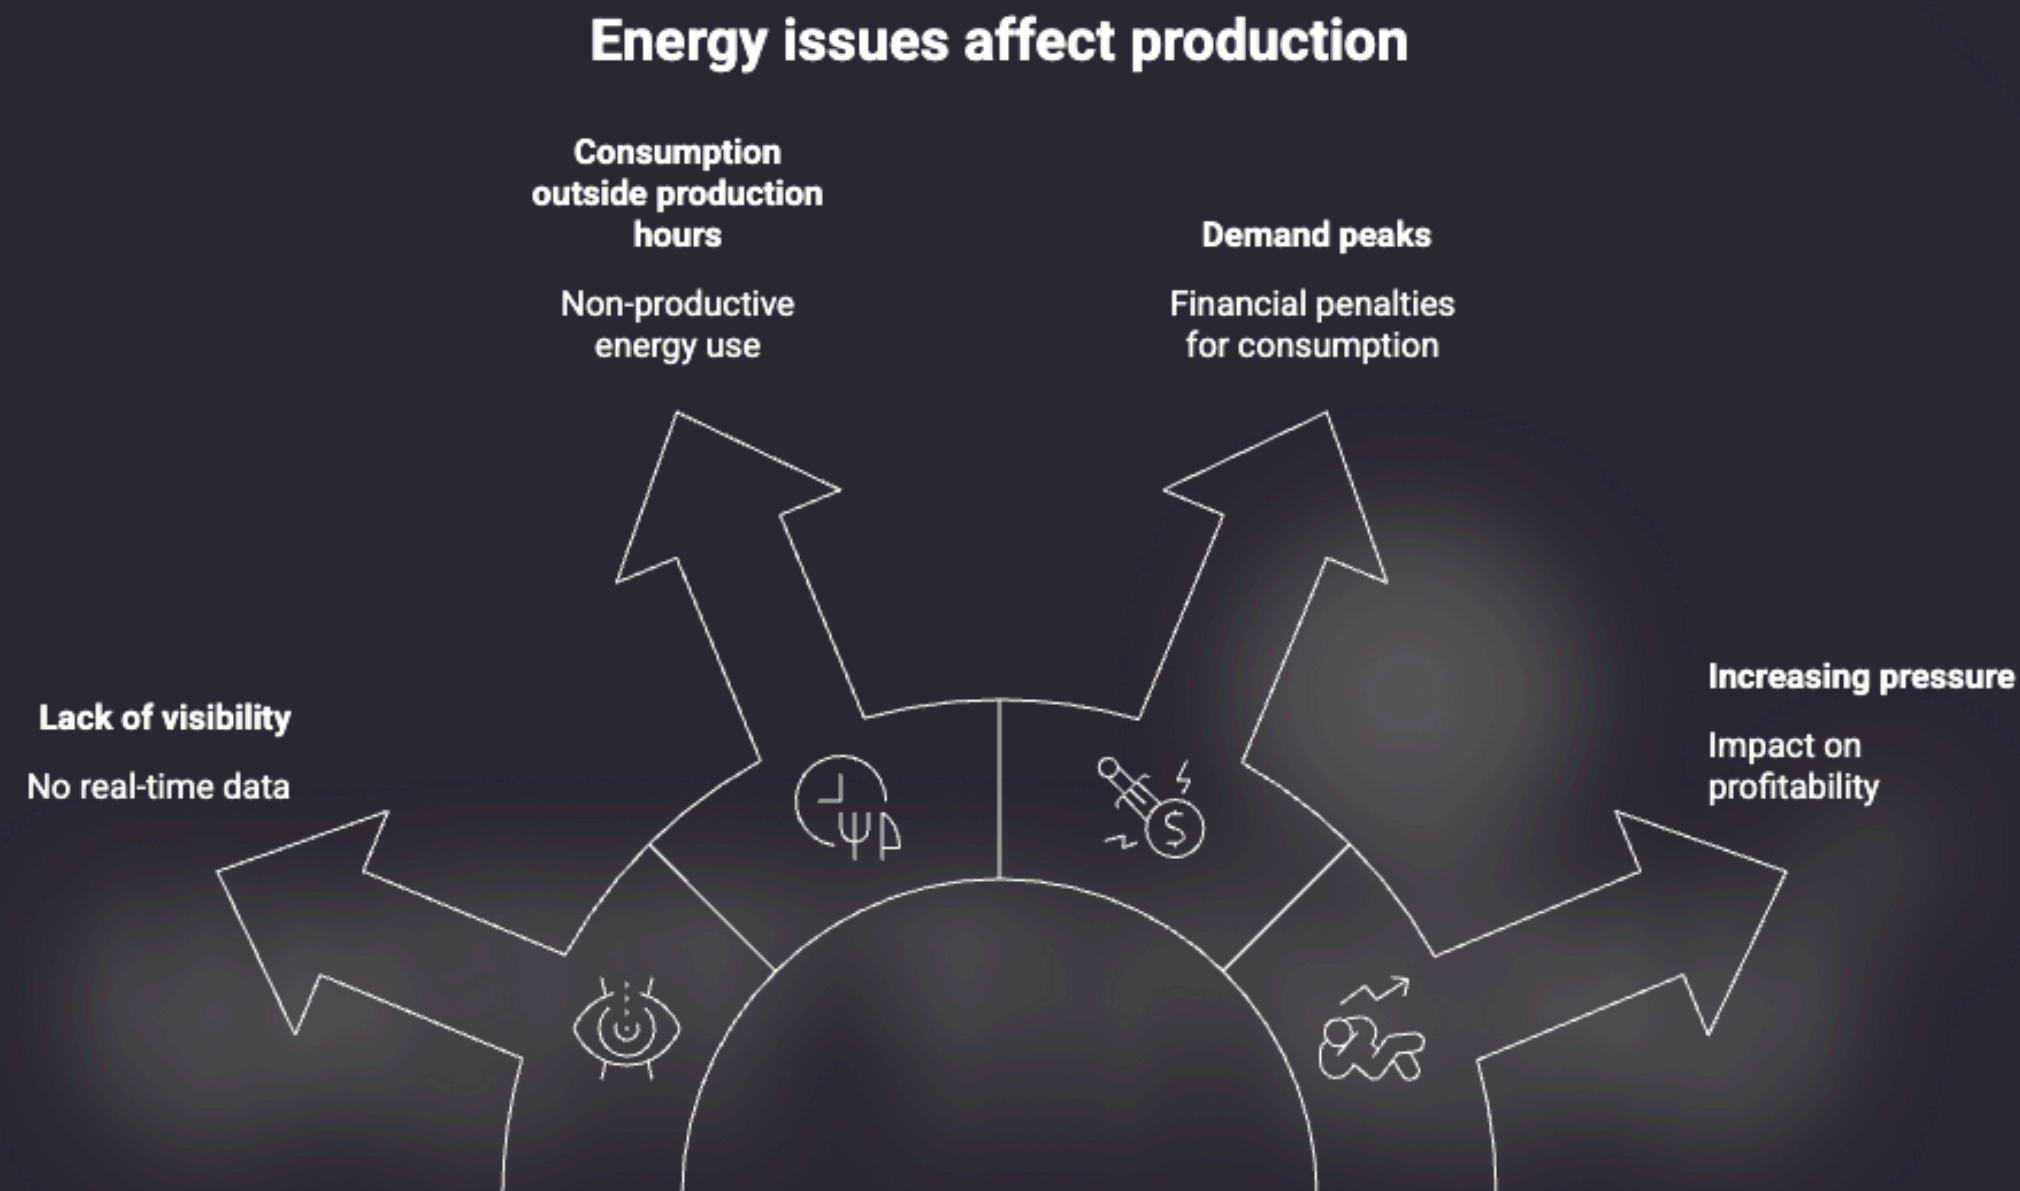 Energy issues affect production
Consumption
outside production
hours
Non-productive
energy use
Demand peaks
Financial penalties
for consumption
Lack of visibility
No real-time data
Increasing pressure
Impact on
profitability
$